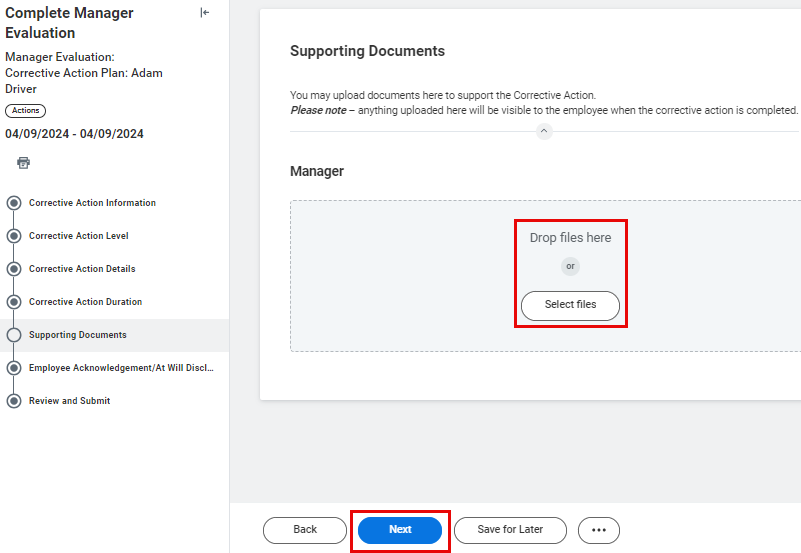 Complete Manager
Evaluation
Manager Evaluation:
Corrective Action Plan: Adam
Driver
Actions
04/09/2024 - 04/09/2024
Corrective Action Information
Corrective Action Level
Corrective Action Details
Corrective Action Duration
Supporting Documents
Employee Acknowledgement/At Will Discl...
Review and Submit
Supporting Documents
You may upload documents here to support the Corrective Action.
Please note – anything uploaded here will be visible to the employee when the corrective action is completed.
Manager
Drop files here
or
Select files
Back
Next
Save for Later